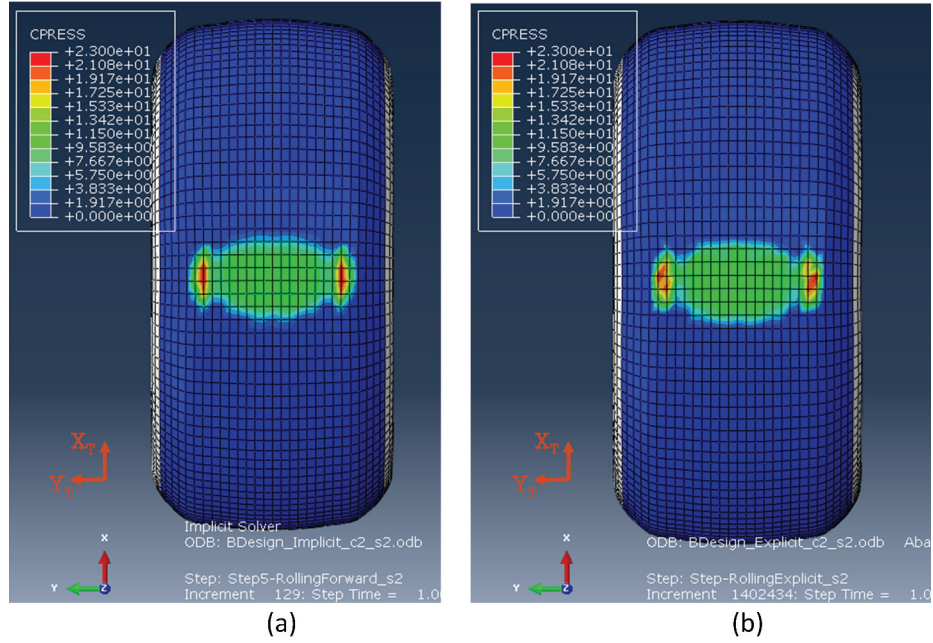 CPRESS
+2.300e+01
+2.108e+01
+1.917e+01
+1.725e+01
+1.533e+01
+1.342e+01
+1.150e+01
+9.583e+00
+7.667e+00
+5.750e+00
+3.833e+00
+1.917e+00
+0.000e+00
X_T
Y_T
X
Y
Z
Implicit Solver
ODB: BDesign_Implicit_c2_s2.odb
Step: Step5-RollingForward_s2
Increment 129: Step Time = 1.0
(a)
CPRESS
+2.300e+01
+2.108e+01
+1.917e+01
+1.725e+01
+1.533e+01
+1.342e+01
+1.150e+01
+9.583e+00
+7.667e+00
+5.750e+00
+3.833e+00
+1.917e+00
+0.000e+00
X_T
Y_T
X
Y
Z
ODB: BDesign_Explicit_c2_s2.odb Aba
Step: Step-RollingExplicit_s2
Increment 1402434: Step Time = 1.0
(b)